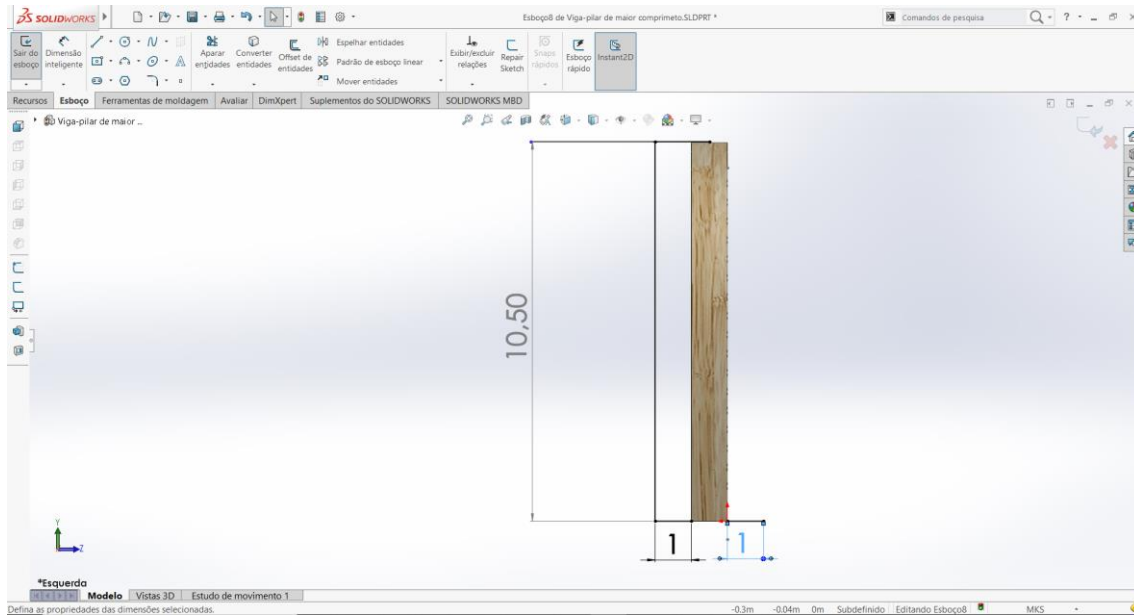 SOLIDWORKS
Esboço8 de Viga-pilar de maior comprimeto.SLDPRT *
Comandos de pesquisa
Sair do esboço
Dimensão inteligente
Aparar entidades
Converter entidades
Offset de entidades
Espelhar entidades
Padrão de esboço linear
Mover entidades
Exibir/excluir relações
Repair Sketch
Snaps rápidos
Esboço rápido
Instant2D
Recursos Esboço Ferramentas de moldagem Avaliar DimXpert Suplementos do SOLIDWORKS SOLIDWORKS MBD
Viga-pilar de maior ...
10,50
1 1
Y
Z
*Esquerda
Modelo Vistas 3D Estudo de movimento 1
Defina as propriedades das dimensões selecionadas. -0.3m -0.04m 0m Subdefinido Editando Esboço8 MKS